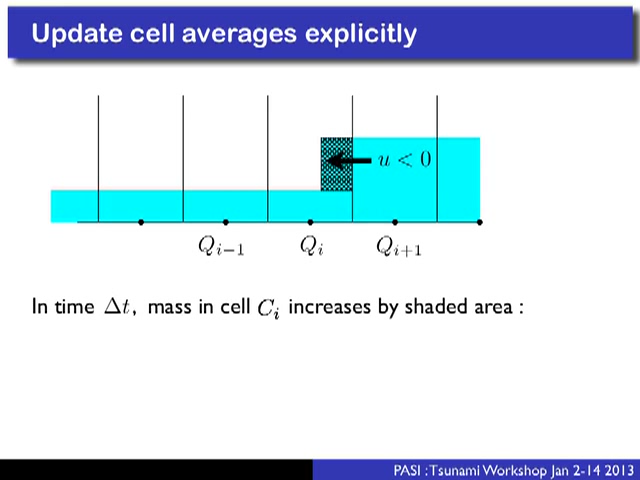 Update cell averages explicitly
u < 0
Q_{i−1} Q_i Q_{i+1}
In time Δt, mass in cell C_i increases by shaded area :
PASI : Tsunami Workshop Jan 2-14 2013